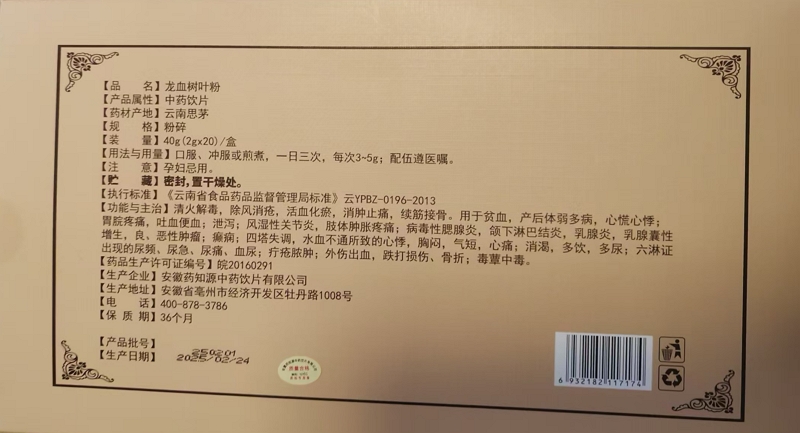 【品　　名】龙血树叶粉
【产品属性】中药饮片
【药材产地】云南思茅
【规　　格】粉碎
【装　　量】40g(2gx20)/盒
【用法与用量】口服、冲服或煎煮，一日三次，每次3~5g；配伍遵医嘱。
【注　　意】孕妇忌用。
【贮　　藏】密封，置干燥处。
【执行标准】《云南省食品药品监督管理局标准》云YPBZ-0196-2013
【功能与主治】清火解毒，除风消疮，活血化瘀，消肿止痛，续筋接骨。用于贫血，产后体弱多病，心慌心悸；
胃脘疼痛，吐血便血；泄泻；风湿性关节炎，肢体肿胀疼痛；病毒性腮腺炎，颌下淋巴结炎，乳腺炎，乳腺囊性
增生，良、恶性肿瘤；癫痫；四塔失调，水血不通所致的心悸，胸闷，气短，心痛；消渴，多饮，多尿；六淋证
出现的尿频、尿急、尿痛、血尿；疔疮脓肿；外伤出血，跌打损伤、骨折；毒蕈中毒。
【药品生产许可证编号】皖20160291
【生产企业】安徽药知源中药饮片有限公司
【生产地址】安徽省亳州市经济开发区牡丹路1008号
【电　　话】400-878-3786
【保 质 期】36个月
【产品批号】250201
【生产日期】2025/02/24
质量合格
6 932182 117174